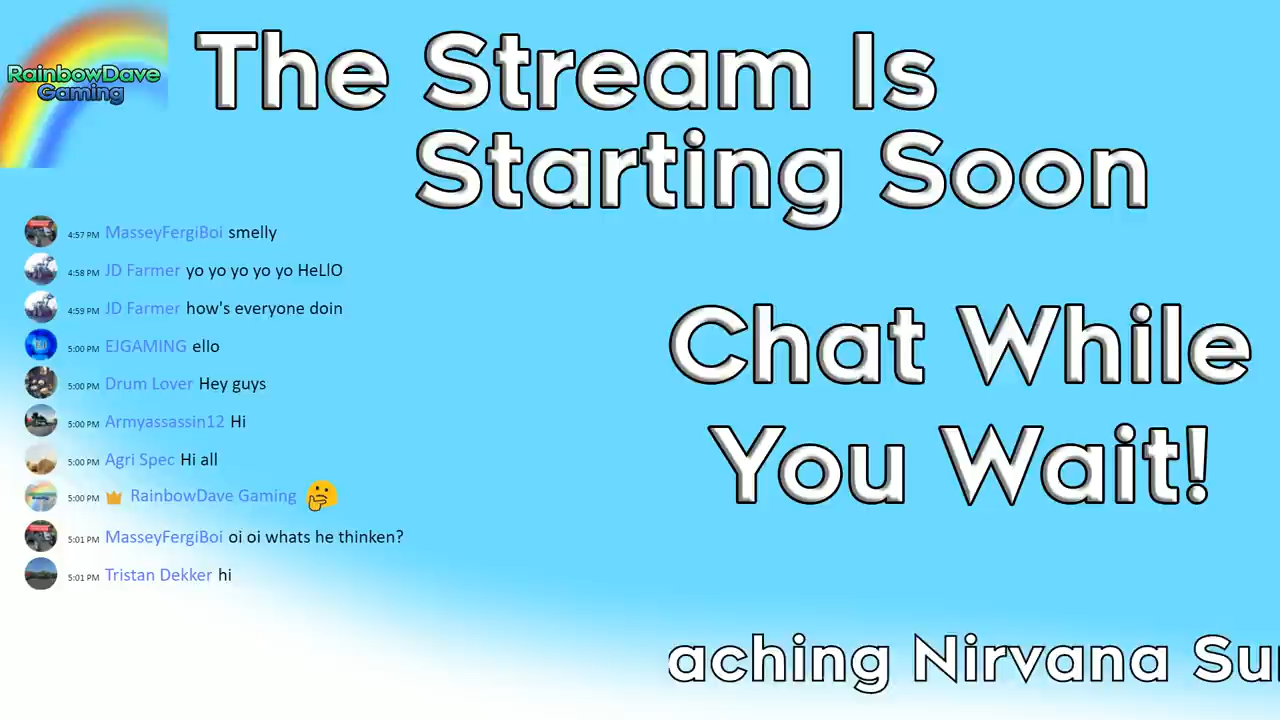 RainbowDave
Gaming
The Stream Is
Starting Soon
4:57 PM MasseyFergiBoi smelly
4:58 PM JD Farmer yo yo yo yo yo HeLlO
4:59 PM JD Farmer how's everyone doin
5:00 PM EJGAMING ello
5:00 PM Drum Lover Hey guys
5:00 PM Armyassassin12 Hi
5:00 PM Agri Spec Hi all
5:00 PM RainbowDave Gaming 🤔
5:01 PM MasseyFergiBoi oi oi whats he thinken?
5:01 PM Tristan Dekker hi
Chat While
You Wait!
aching Nirvana Su